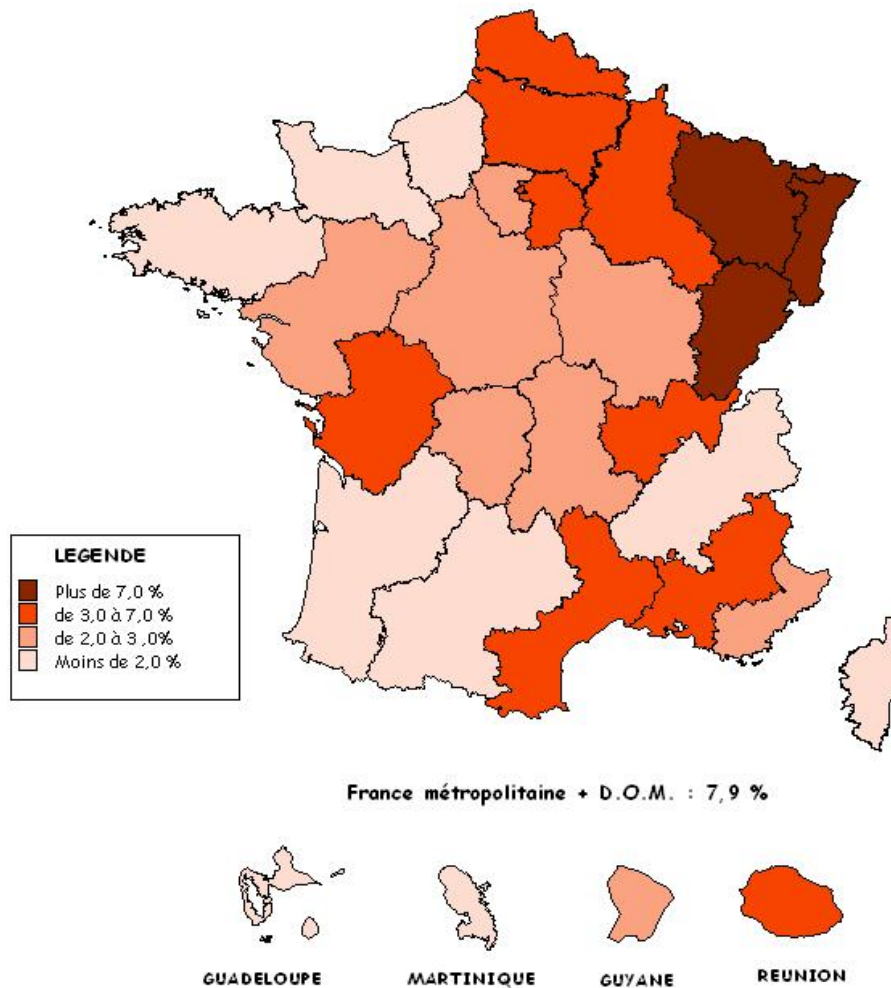 LEGENDE
Plus de 7,0 %
de 3,0 à 7,0 %
de 2,0 à 3 ,0%
Moins de 2,0 %
France métropolitaine + D.O.M. : 7,9 %
GUADELOUPE
MARTINIQUE
GUYANE
REUNION